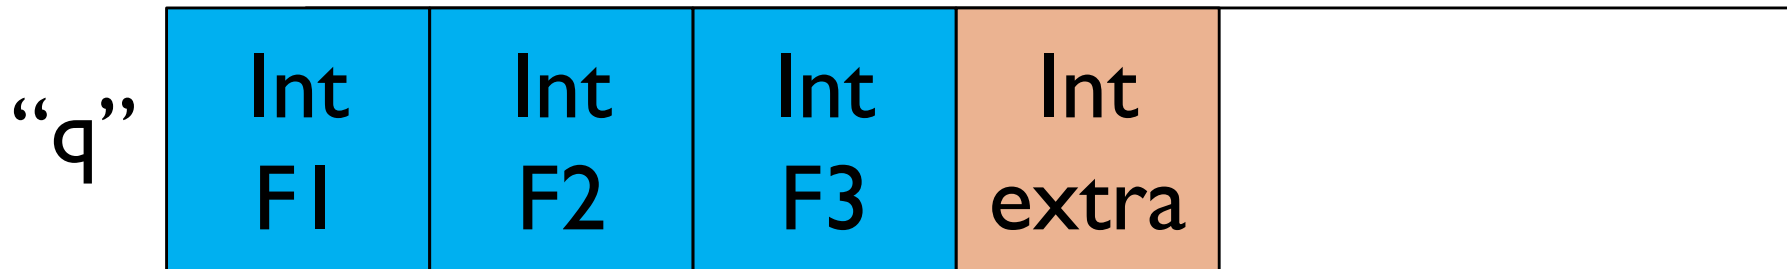 “q”
Int
F1
Int
F2
Int
F3
Int
extra